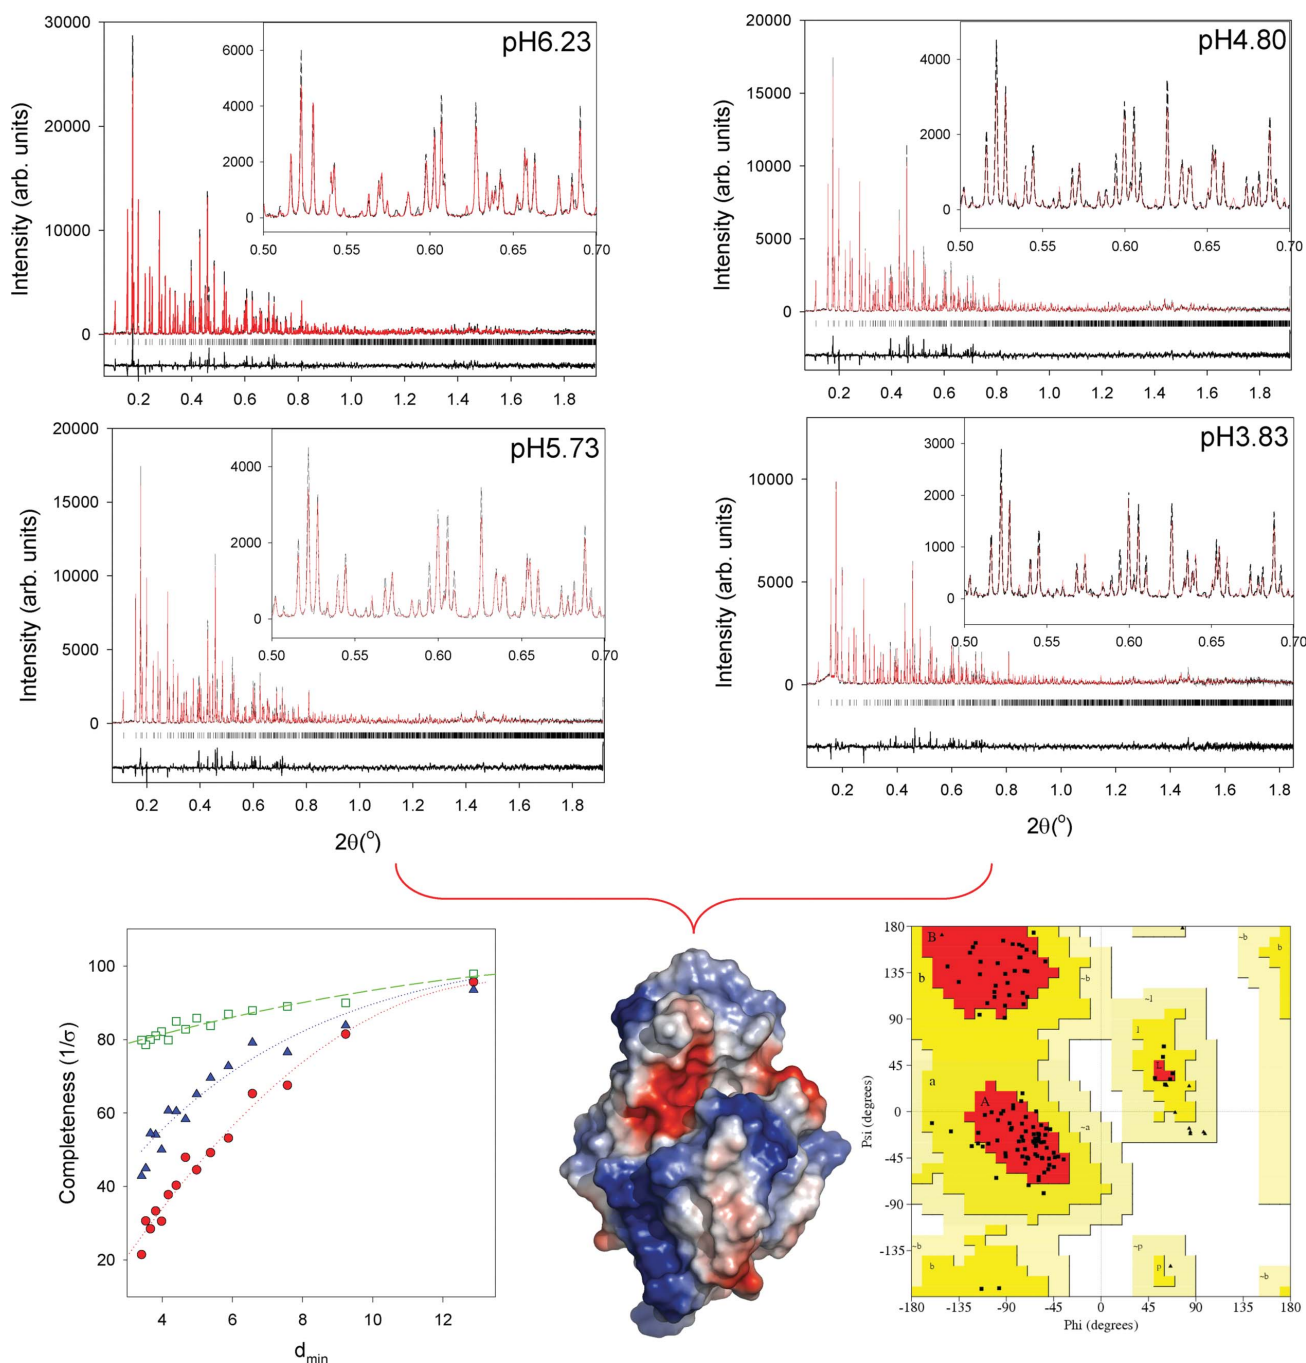 pH6.23
Intensity (arb. units)
30000
20000
10000
0
6000
4000
2000
0
0.50 0.55 0.60 0.65 0.70
0.2 0.4 0.6 0.8 1.0 1.2 1.4 1.6 1.8
pH4.80
Intensity (arb. units)
20000
15000
10000
5000
0
4000
2000
0
0.50 0.55 0.60 0.65 0.70
0.2 0.4 0.6 0.8 1.0 1.2 1.4 1.6 1.8
pH5.73
Intensity (arb. units)
20000
15000
10000
5000
0
4000
2000
0
0.50 0.55 0.60 0.65 0.70
0.2 0.4 0.6 0.8 1.0 1.2 1.4 1.6 1.8
2θ(°)
pH3.83
Intensity (arb. units)
10000
5000
0
3000
2000
1000
0
0.50 0.55 0.60 0.65 0.70
0.2 0.4 0.6 0.8 1.0 1.2 1.4 1.6 1.8
2θ(°)
Completeness (1/σ)
100
80
60
40
20
4 6 8 10 12
dmin
Psi (degrees)
180
135
90
45
0
-45
-90
-135
B
b
~b
~b
b
~l
l
L
a
A
~a
~b
b
~p
p
~b
-180 -135 -90 -45 0 45 90 135 180
Phi (degrees)